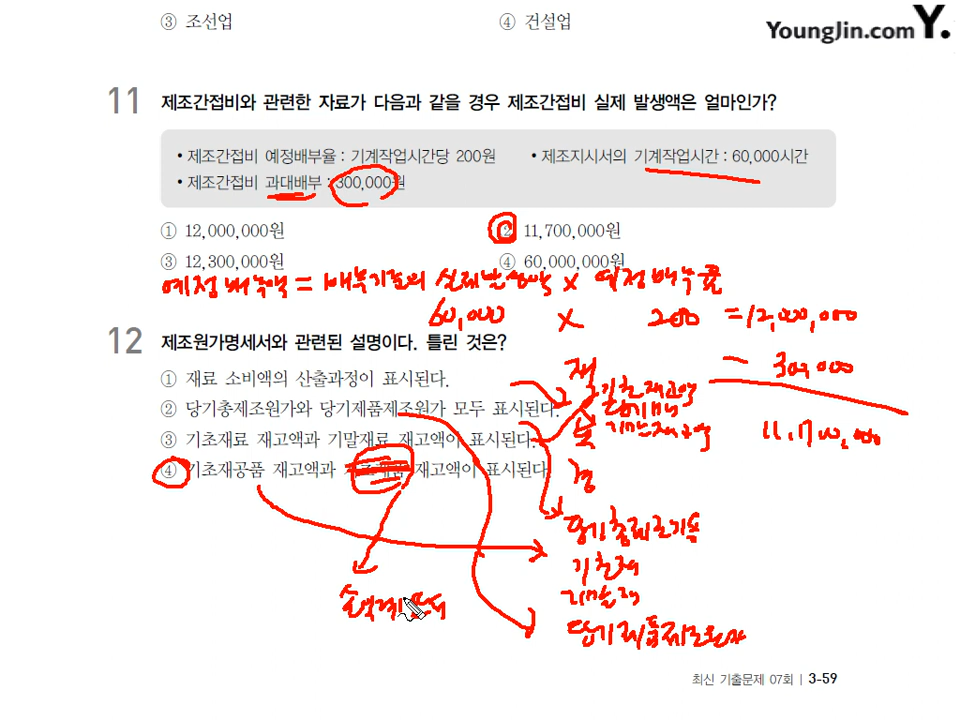 ③ 조선업 ④ 건설업
YoungJin.com Y.
11 제조간접비와 관련한 자료가 다음과 같을 경우 제조간접비 실제 발생액은 얼마인가?
• 제조간접비 예정배부율 : 기계작업시간당 200원 • 제조지시서의 기계작업시간 : 60,000시간
• 제조간접비 과대배부 : 300,000원
① 12,000,000원 ② 11,700,000원
③ 12,300,000원 ④ 60,000,000원
예정배부액 = 배부기준의 실제발생액 × 예정배부율
60,000 × 200 = 12,000,000
12 제조원가명세서와 관련된 설명이다. 틀린 것은?
- 300,000
① 재료 소비액의 산출과정이 표시된다.
재
기초재고액
② 당기총제조원가와 당기제품제조원가 모두 표시된다.
당기매입
③ 기초재료 재고액과 기말재료 재고액이 표시된다.
노
기말재고액
11,700,000
④ 기초재공품 재고액과 재고액이 표시된다.
경
당기총제조
기초재
기말재
손익계산서
당기제품제조원가
최신 기출문제 07회 | 3-59